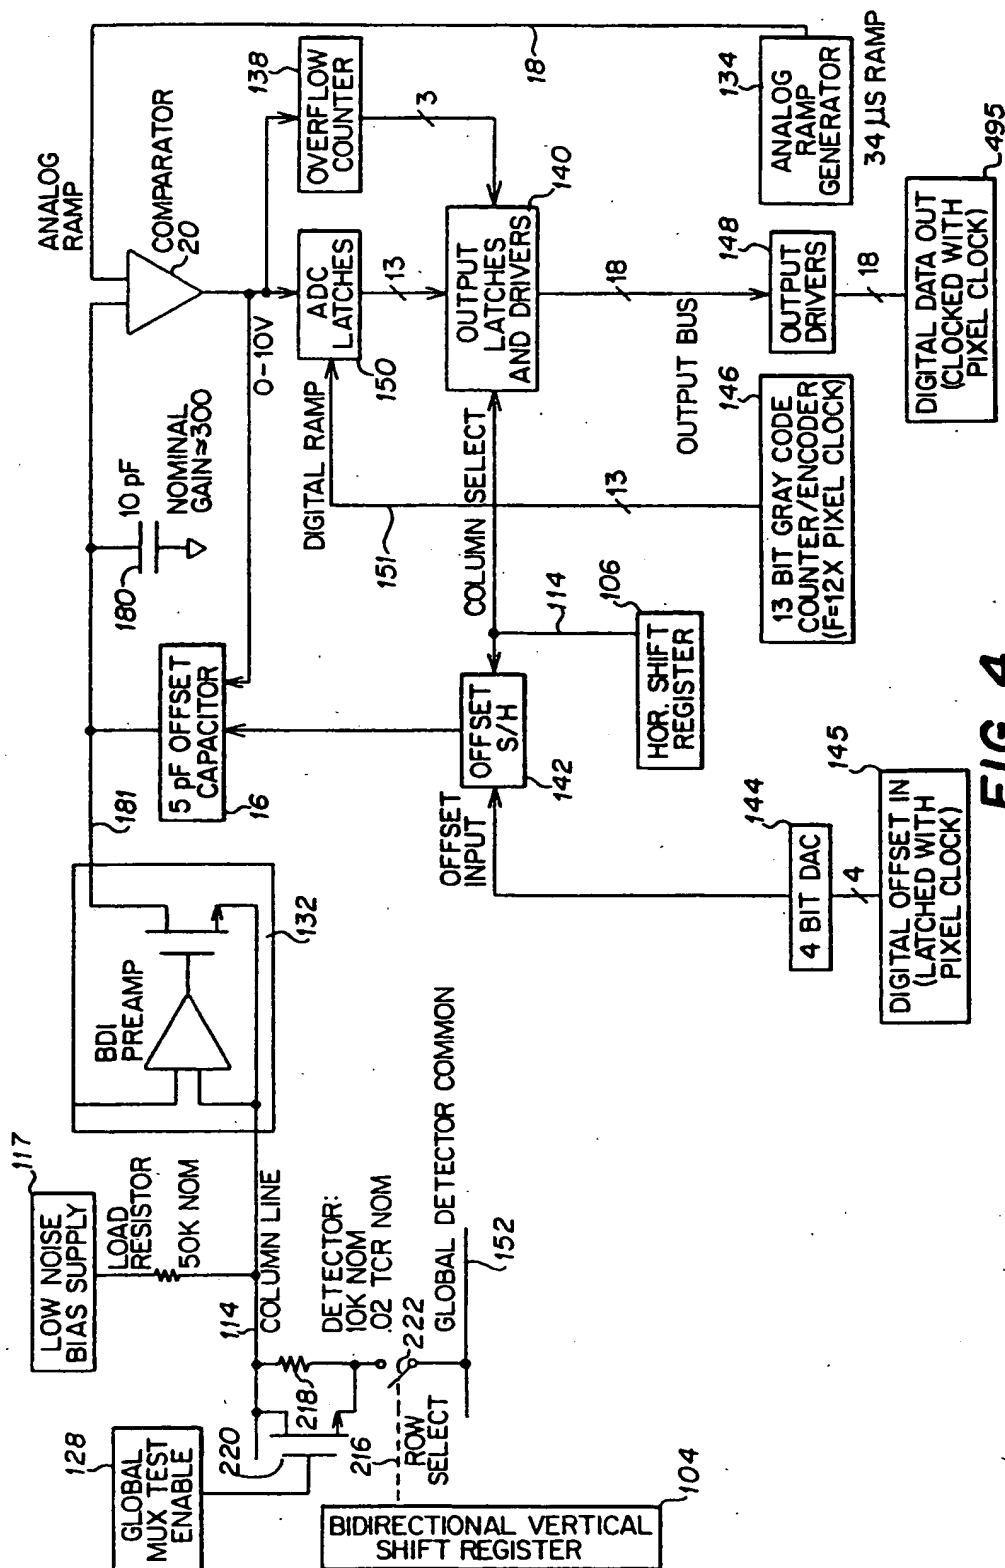 ANALOG
RAMP
COMPARATOR
20
18
OVERFLOW
COUNTER
138
3
0-10V
ADC
LATCHES
150
13
OUTPUT
LATCHES
AND DRIVERS
140
18
OUTPUT BUS
OUTPUT
DRIVERS
148
18
ANALOG
RAMP
GENERATOR
134
34 µS RAMP
DIGITAL DATA OUT
(CLOCKED WITH
PIXEL CLOCK)
495
10 pF
180
NOMINAL
GAIN≈300
DIGITAL RAMP
151
13
COLUMN SELECT
114
HOR. SHIFT
REGISTER
106
13 BIT GRAY CODE
COUNTER/ENCODER
(F=12X PIXEL CLOCK)
146
181
5 pF OFFSET
CAPACITOR
16
OFFSET
S/H
142
OFFSET
INPUT
4 BIT DAC
144
4
DIGITAL OFFSET IN
(LATCHED WITH
PIXEL CLOCK)
145
BDI
PREAMP
132
117
LOW NOISE
BIAS SUPPLY
LOAD
RESISTOR
50K NOM
114
COLUMN LINE
DETECTOR:
10K NOM
.02 TCR NOM
222
GLOBAL DETECTOR COMMON
152
218
220
216
ROW
SELECT
128
GLOBAL
MUX TEST
ENABLE
BIDIRECTIONAL VERTICAL
SHIFT REGISTER
104
FIG. 4